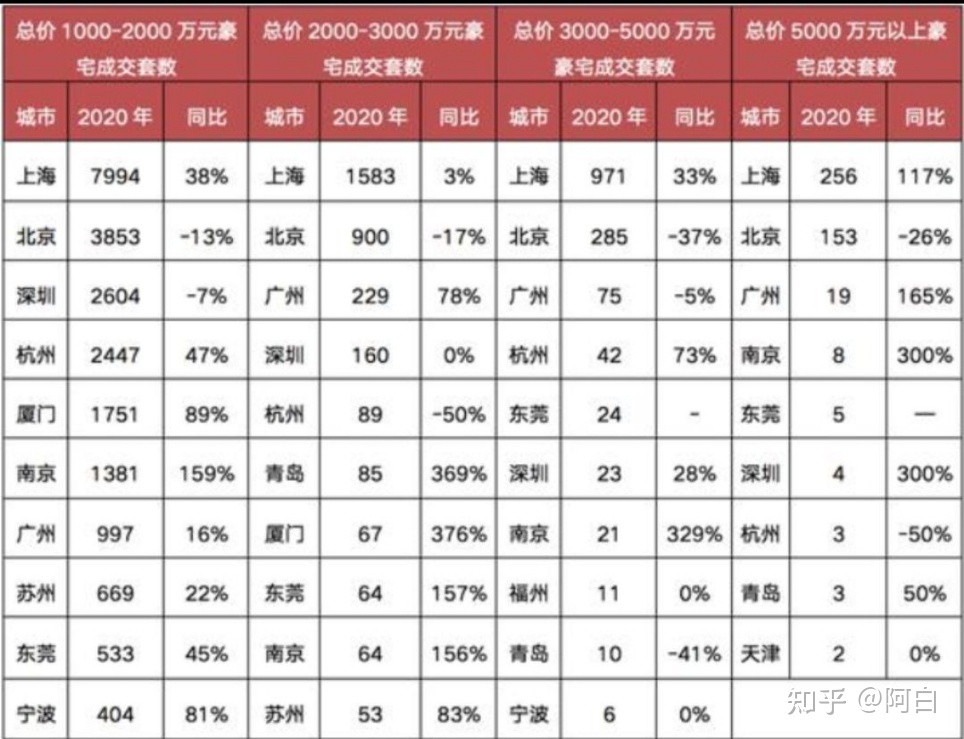 总价 1000-2000 万元豪 总价 2000-3000 万元豪 总价 3000-5000 万元 总价 5000 万元以上豪
宅成交套数 宅成交套数 豪宅成交套数 宅成交套数
城市 2020 年 同比 城市 2020 年 同比 城市 2020 年 同比 城市 2020 年 同比
上海 7994 38% 上海 1583 3% 上海 971 33% 上海 256 117%
北京 3853 -13% 北京 900 -17% 北京 285 -37% 北京 153 -26%
深圳 2604 -7% 广州 229 78% 广州 75 -5% 广州 19 165%
杭州 2447 47% 深圳 160 0% 杭州 42 73% 南京 8 300%
厦门 1751 89% 杭州 89 -50% 东莞 24 - 东莞 5 —
南京 1381 159% 青岛 85 369% 深圳 23 28% 深圳 4 300%
广州 997 16% 厦门 67 376% 南京 21 329% 杭州 3 -50%
苏州 669 22% 东莞 64 157% 福州 11 0% 青岛 3 50%
东莞 533 45% 南京 64 156% 青岛 10 -41% 天津 2 0%
宁波 404 81% 苏州 53 83% 宁波 6 0%
知乎 @阿白